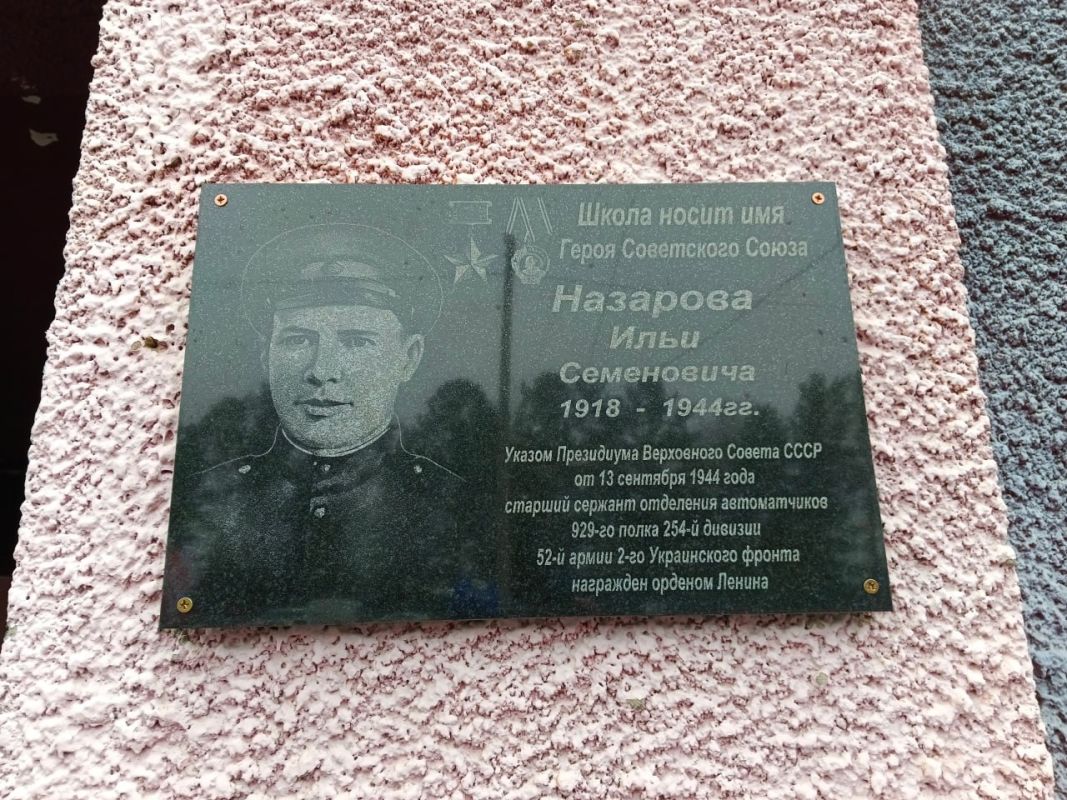 Школа носит имя
Героя Советского Союза
Назарова
Ильи
Семеновича
1918 - 1944гг.
Указом Президиума Верховного Совета СССР
от 13 сентября 1944 года
старший сержант отделения автоматчиков
929-го полка 254-й дивизии
52-й армии 2-го Украинского фронта
награжден орденом Ленина